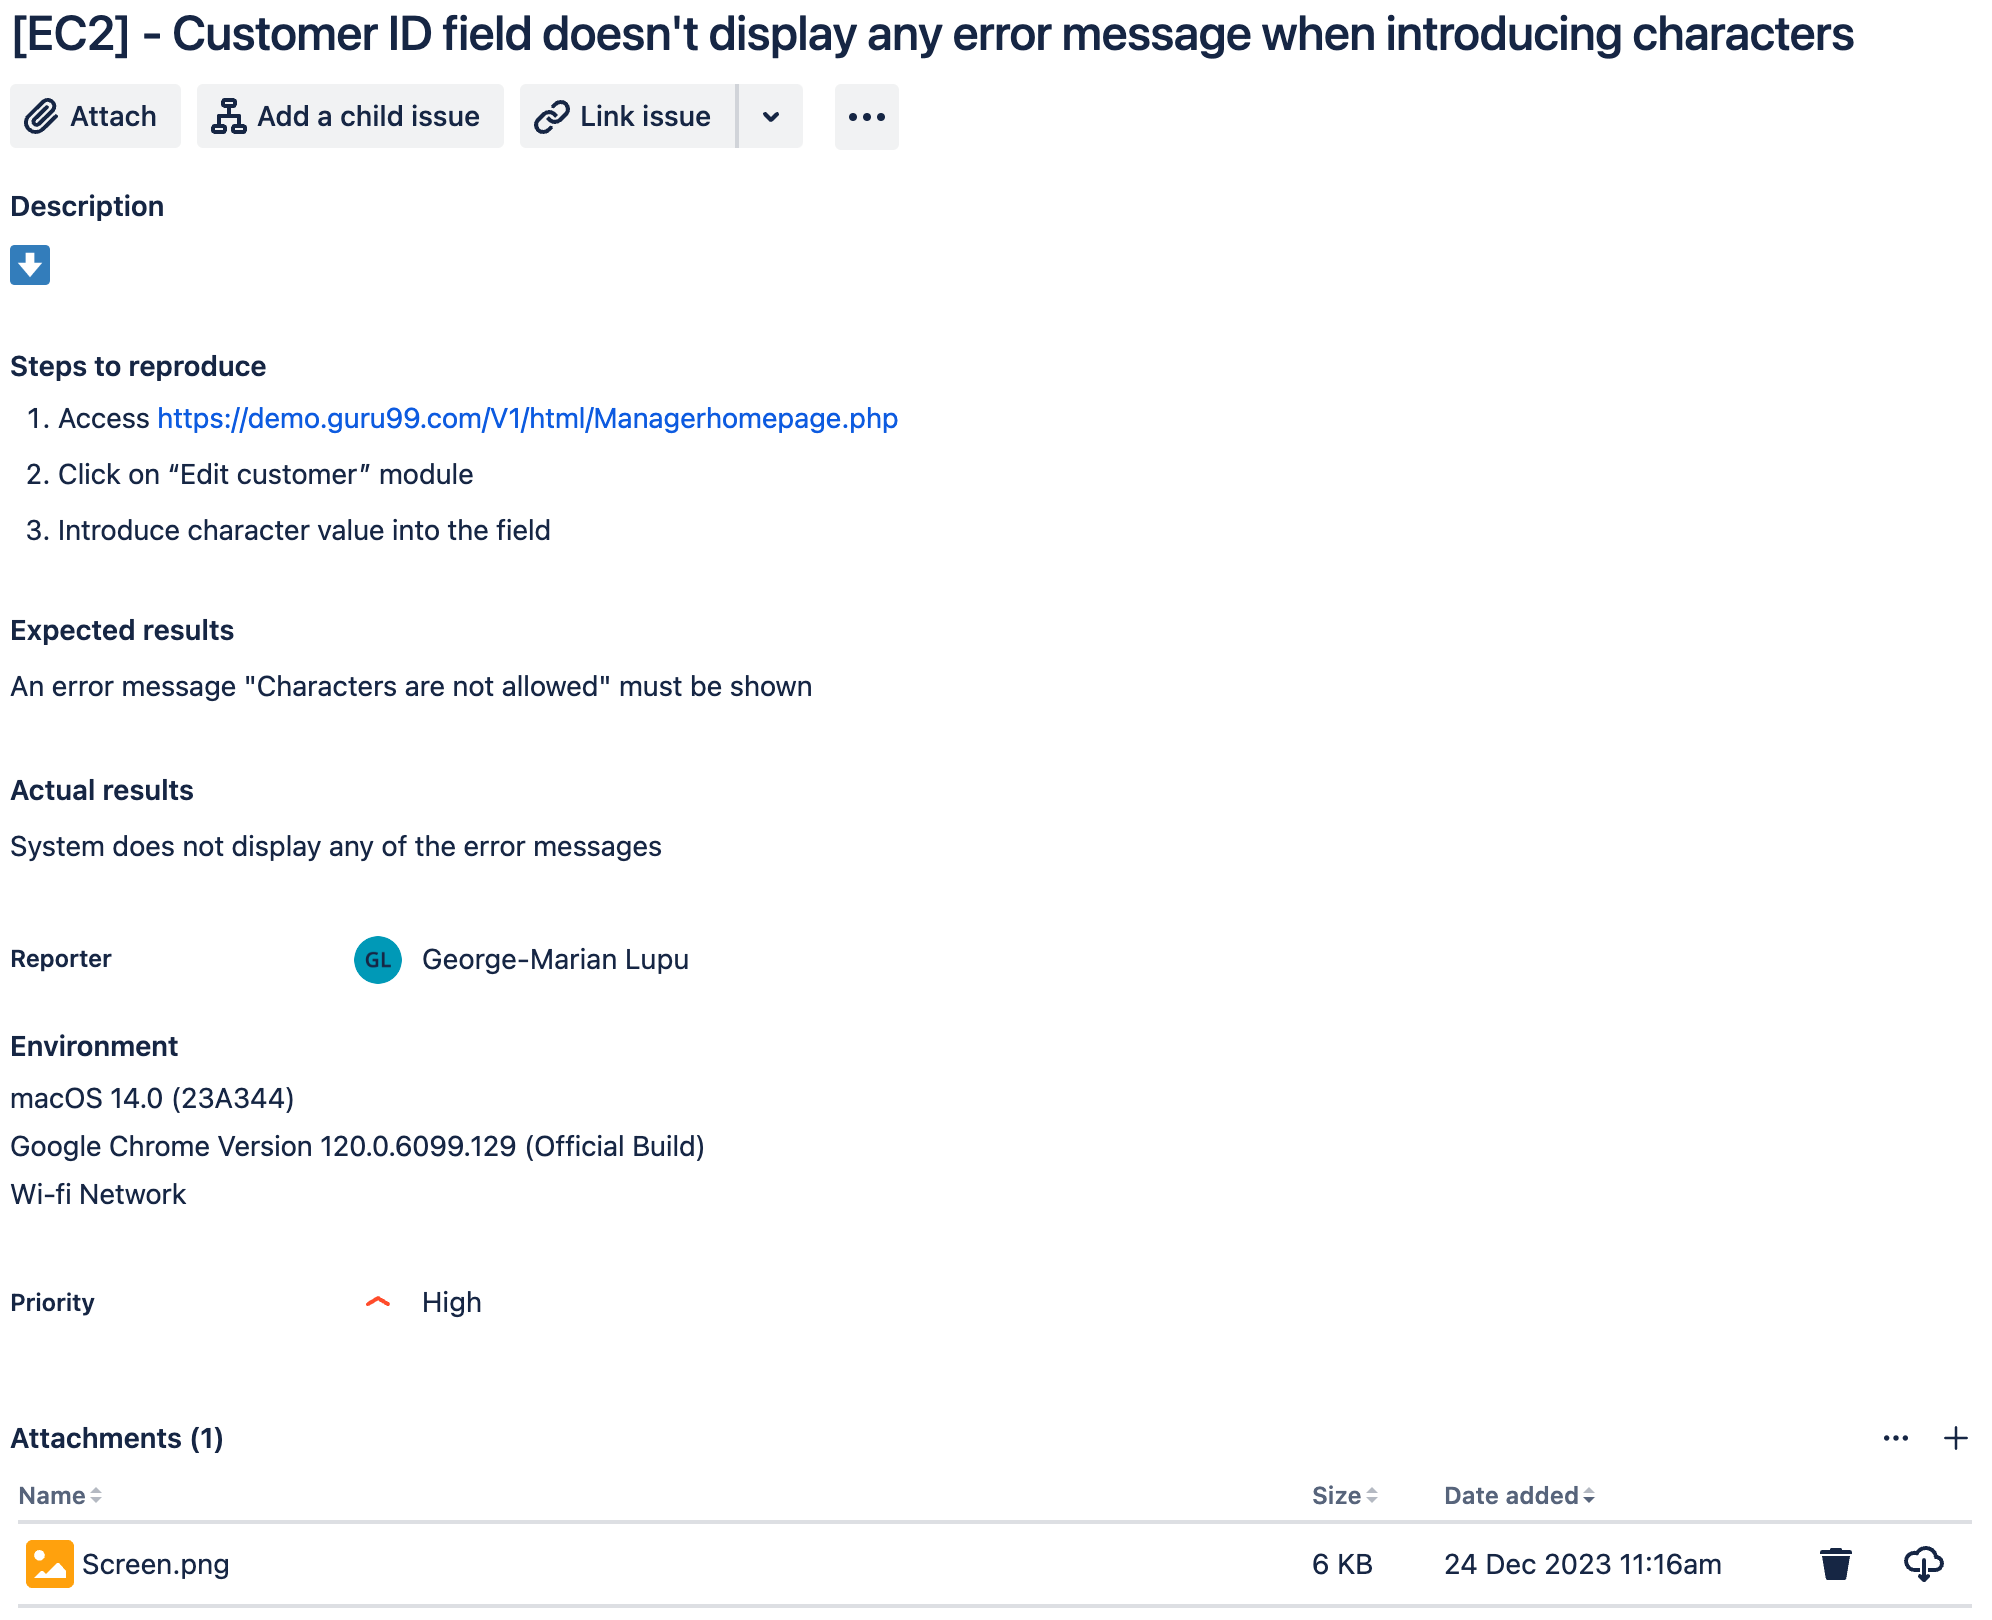 [EC2] - Customer ID field doesn't display any error message when introducing characters
Attach
Add a child issue
Link issue
Description
Steps to reproduce
1. Access https://demo.guru99.com/V1/html/Managerhomepage.php
2. Click on “Edit customer” module
3. Introduce character value into the field
Expected results
An error message "Characters are not allowed" must be shown
Actual results
System does not display any of the error messages
Reporter GL George-Marian Lupu
Environment
macOS 14.0 (23A344)
Google Chrome Version 120.0.6099.129 (Official Build)
Wi-fi Network
Priority High
Attachments (1)
Name Size Date added
Screen.png 6 KB 24 Dec 2023 11:16am